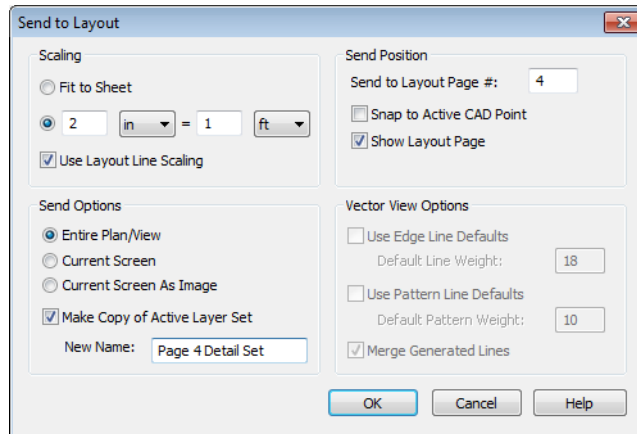 Send to Layout
Scaling
Fit to Sheet
2 in = 1 ft
Use Layout Line Scaling
Send Position
Send to Layout Page #: 4
Snap to Active CAD Point
Show Layout Page
Send Options
Entire Plan/View
Current Screen
Current Screen As Image
Make Copy of Active Layer Set
New Name: Page 4 Detail Set
Vector View Options
Use Edge Line Defaults
Default Line Weight: 18
Use Pattern Line Defaults
Default Pattern Weight: 10
Merge Generated Lines
OK Cancel Help